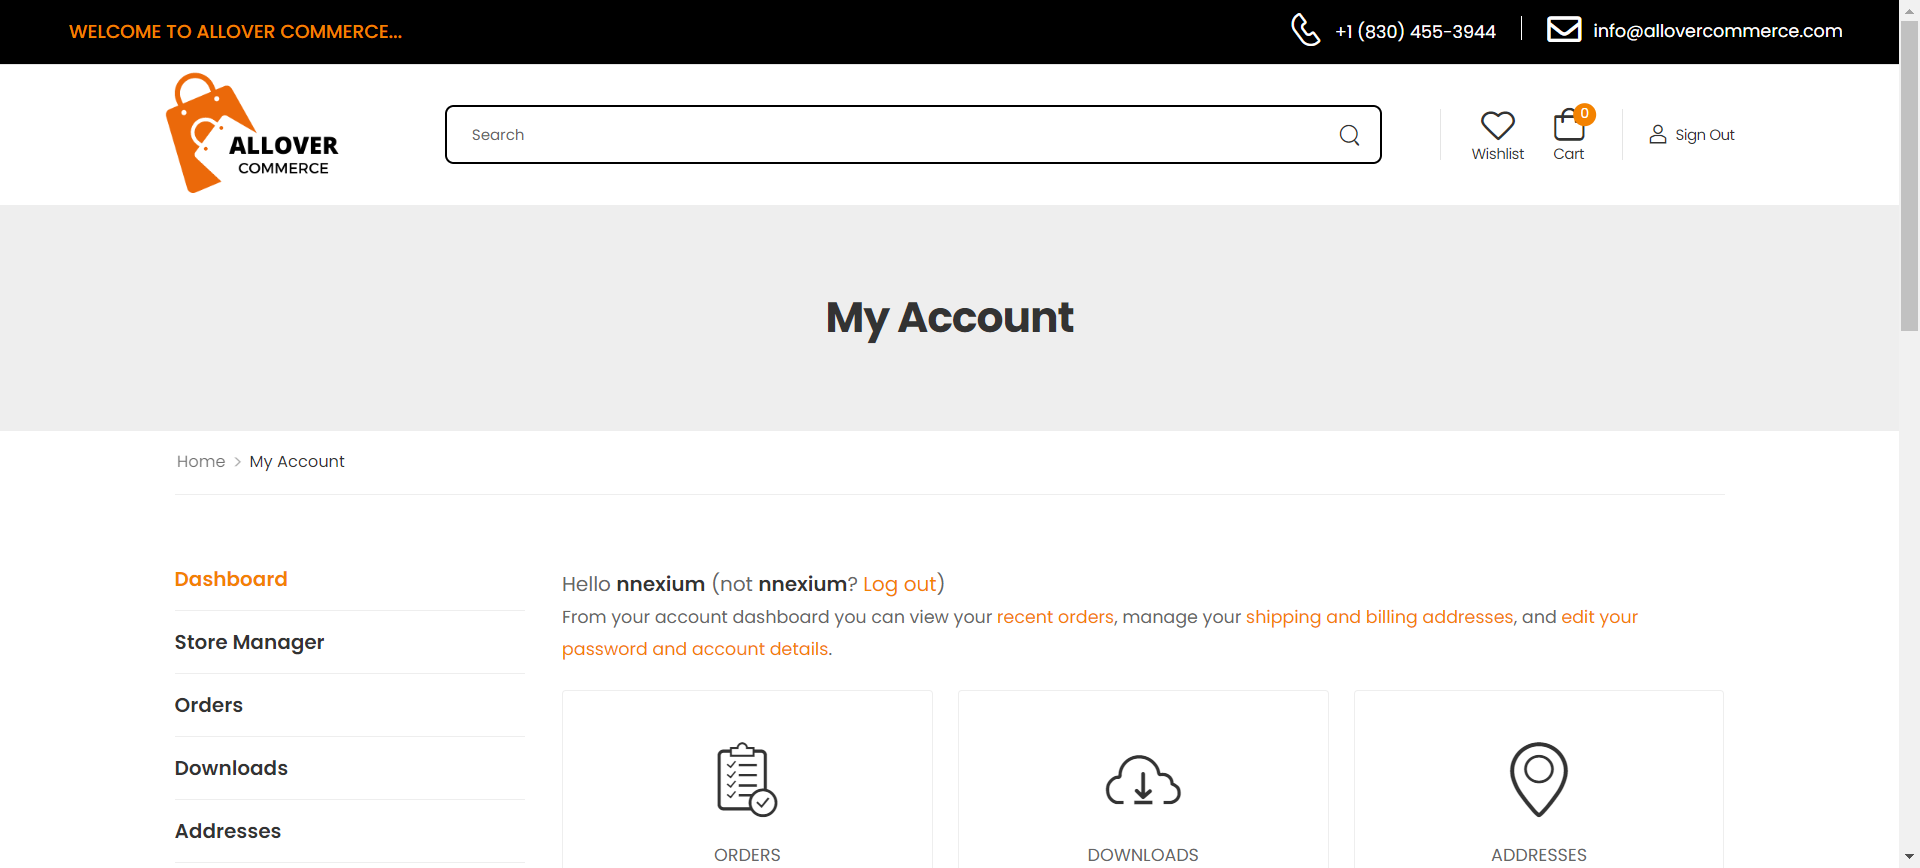 WELCOME TO ALLOVER COMMERCE...
+1 (830) 455-3944
info@allovercommerce.com
ALLOVER
COMMERCE
Search
Wishlist
0
Cart
Sign Out
My Account
Home > My Account
Dashboard
Store Manager
Orders
Downloads
Addresses
Hello nnexium (not nnexium? Log out)
From your account dashboard you can view your recent orders, manage your shipping and billing addresses, and edit your
password and account details.
ORDERS
DOWNLOADS
ADDRESSES